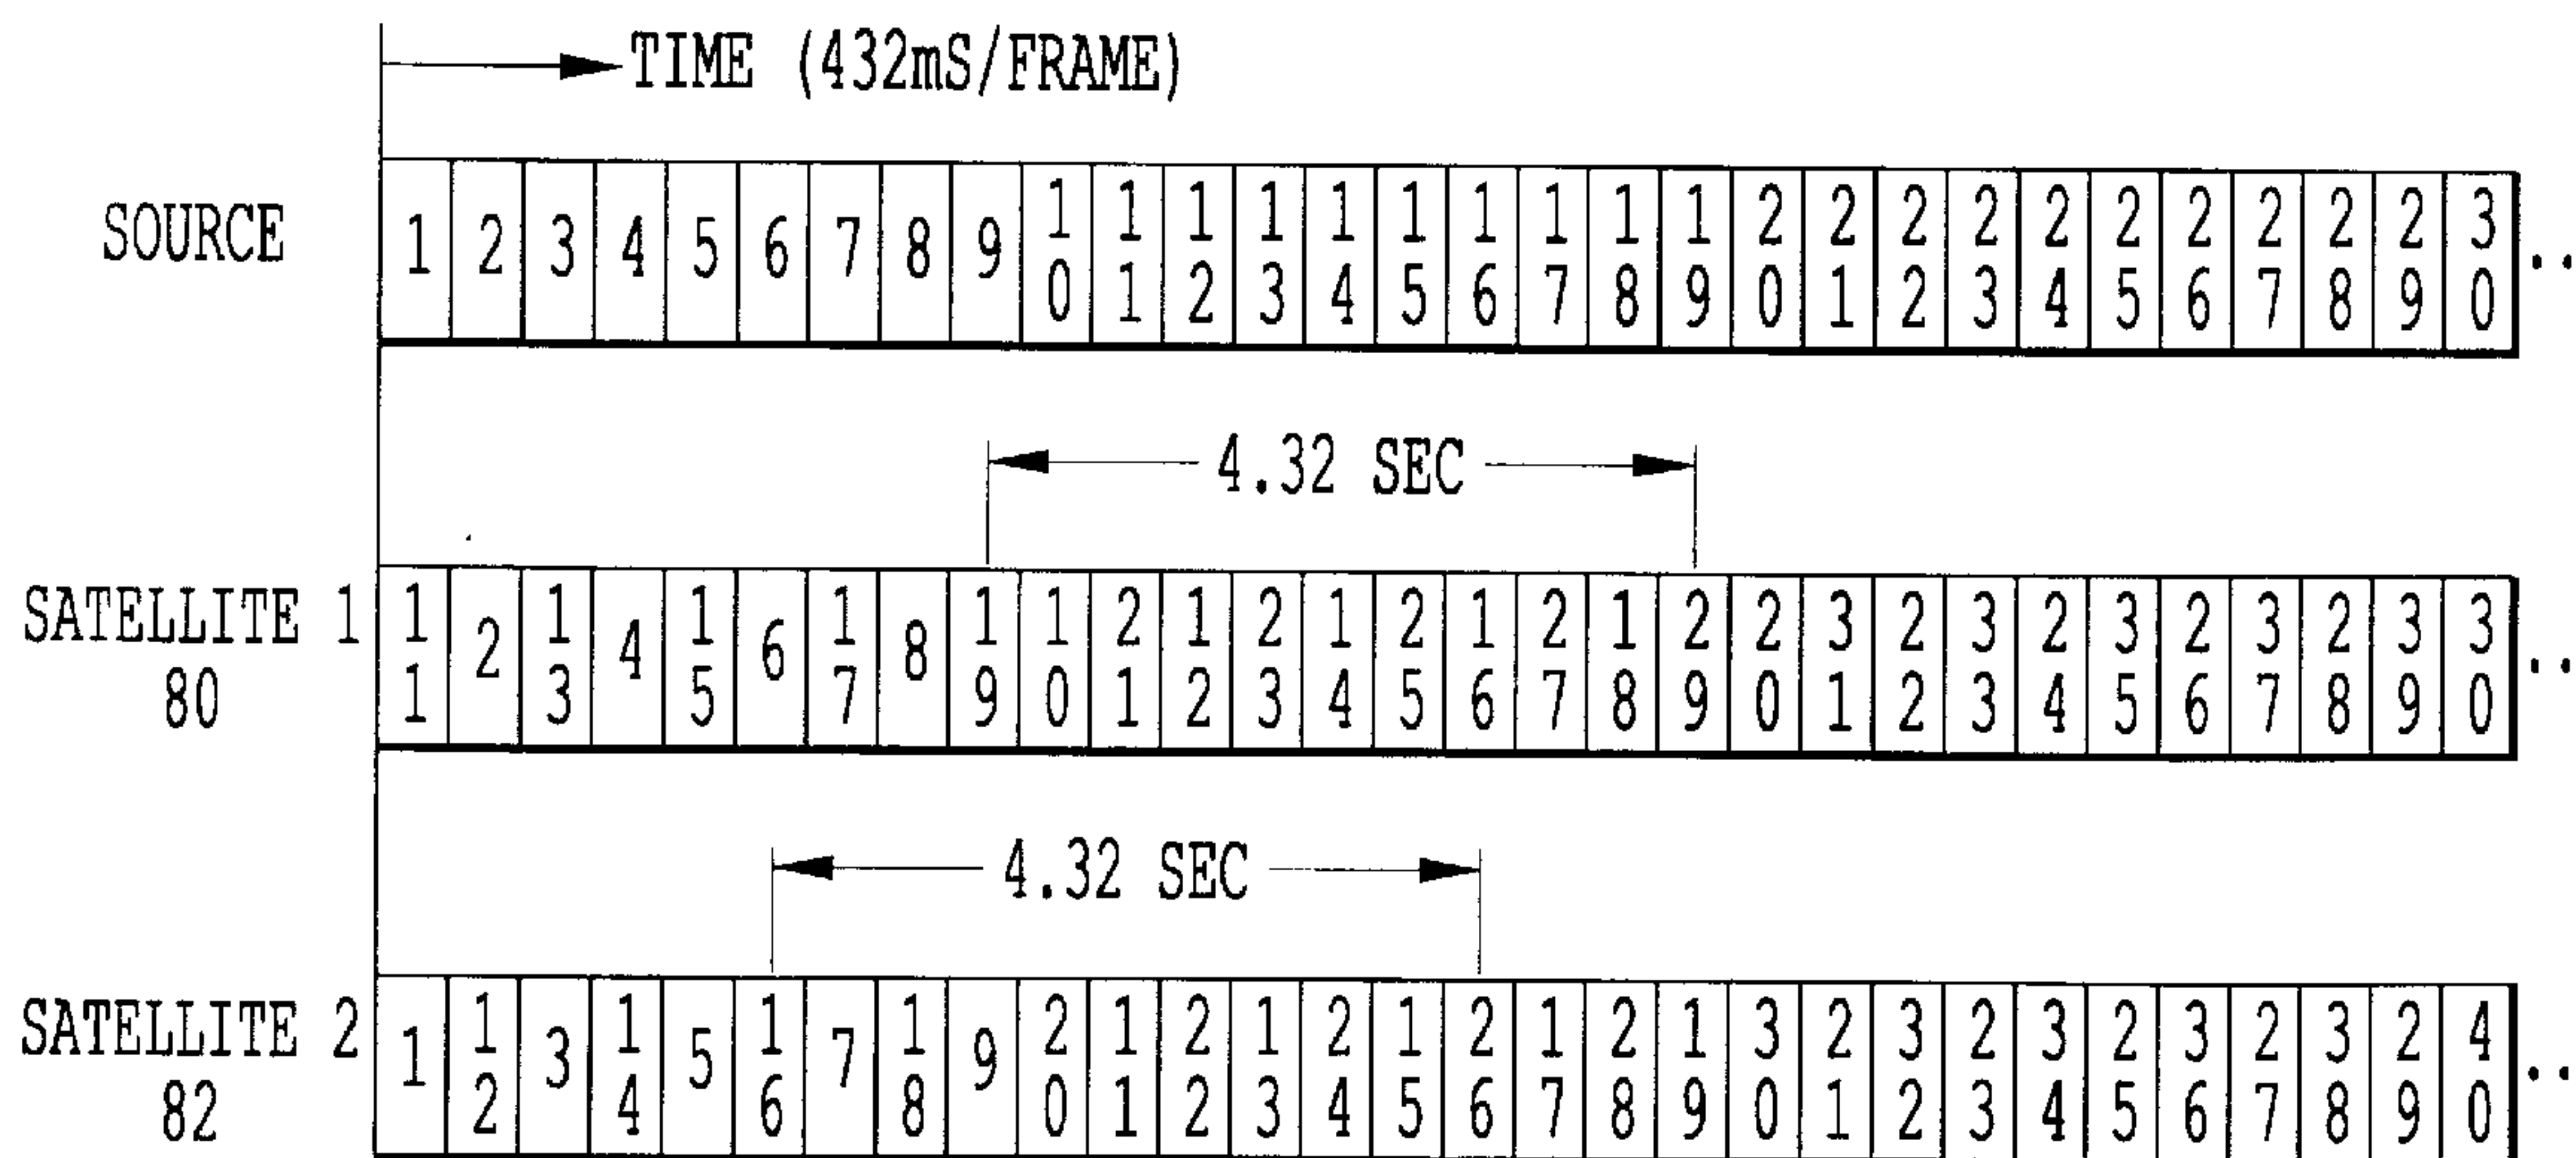 TIME (432mS/FRAME)
SOURCE 1 2 3 4 5 6 7 8 9 10 11 12 13 14 15 16 17 18 19 20 21 22 23 24 25 26 27 28 29 30 ..
4.32 SEC
SATELLITE 1 11 2 13 4 15 6 17 8 19 10 21 12 23 14 25 16 27 18 29 20 31 22 33 24 35 26 37 28 39 30 ..
80
4.32 SEC
SATELLITE 2 1 12 3 14 5 16 7 18 9 20 11 22 13 24 15 26 17 28 19 30 21 32 23 34 25 36 27 38 29 40 ..
82